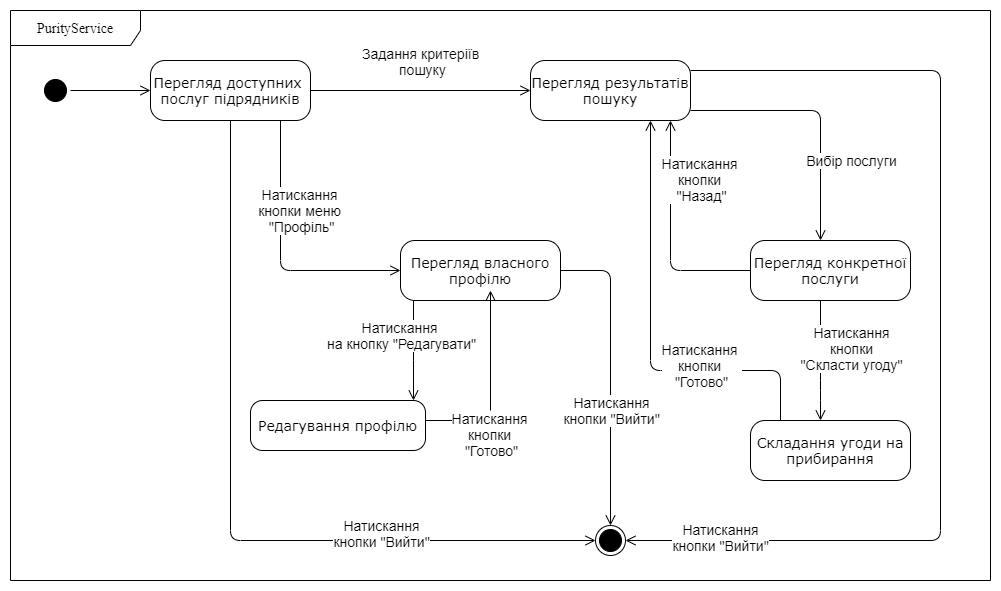 PurityService
Задання критеріїв
пошуку
Перегляд доступних
послуг підрядників
Перегляд результатів
пошуку
Натискання
кнопки
"Назад"
Вибір послуги
Натискання
кнопки меню
"Профіль"
Перегляд власного
профілю
Перегляд конкретної
послуги
Натискання
на кнопку "Редагувати"
Натискання
кнопки
"Скласти угоду"
Натискання
кнопки
"Готово"
Редагування профілю
Натискання
кнопки
"Готово"
Натискання
кнопки "Вийти"
Складання угоди на
прибирання
Натискання
кнопки "Вийти"
Натискання
кнопки "Вийти"